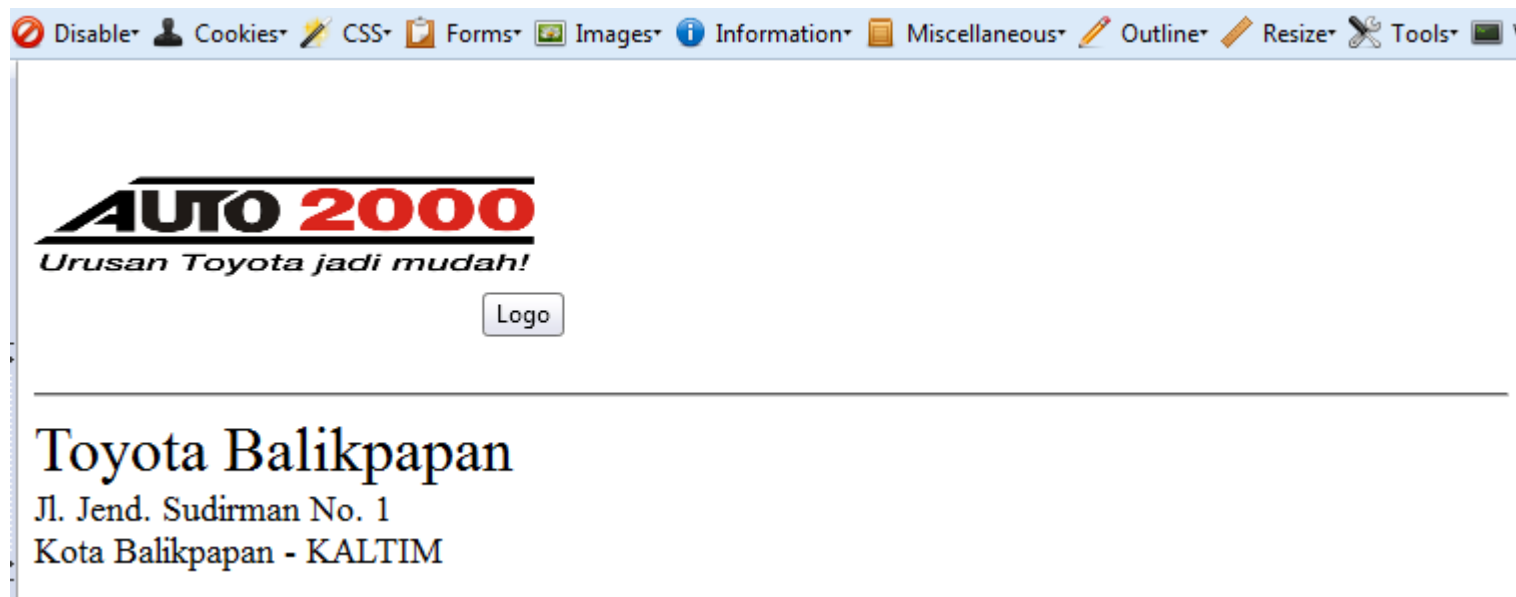 Disable Cookies CSS Forms Images Information Miscellaneous Outline Resize Tools
AUTO 2000
Urusan Toyota jadi mudah!
Logo
Toyota Balikpapan
Jl. Jend. Sudirman No. 1
Kota Balikpapan - KALTIM